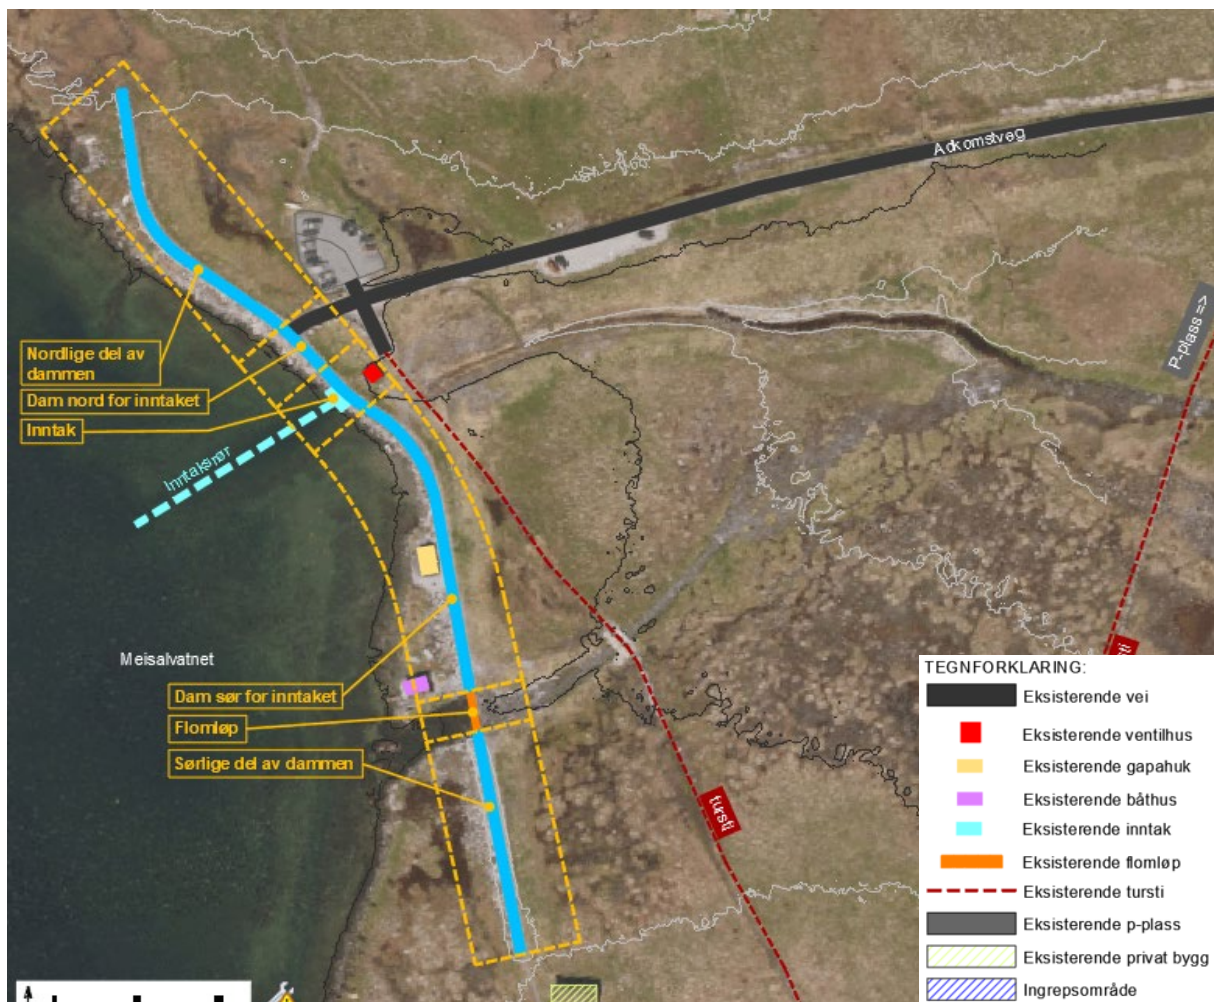 Adkomstveg
P-plass =>
Nordlige del av
dammen
Dam nord for inntaket
Inntak
Inntaksrør
Meisalvatnet
Dam sør for inntaket
Flomløp
Sørlige del av dammen
tursti
TEGNFORKLARING:
Eksisterende vei
Eksisterende ventilhus
Eksisterende gapahuk
Eksisterende båthus
Eksisterende inntak
Eksisterende flomløp
Eksisterende tursti
Eksisterende p-plass
Eksisterende privat bygg
Ingrepsområde